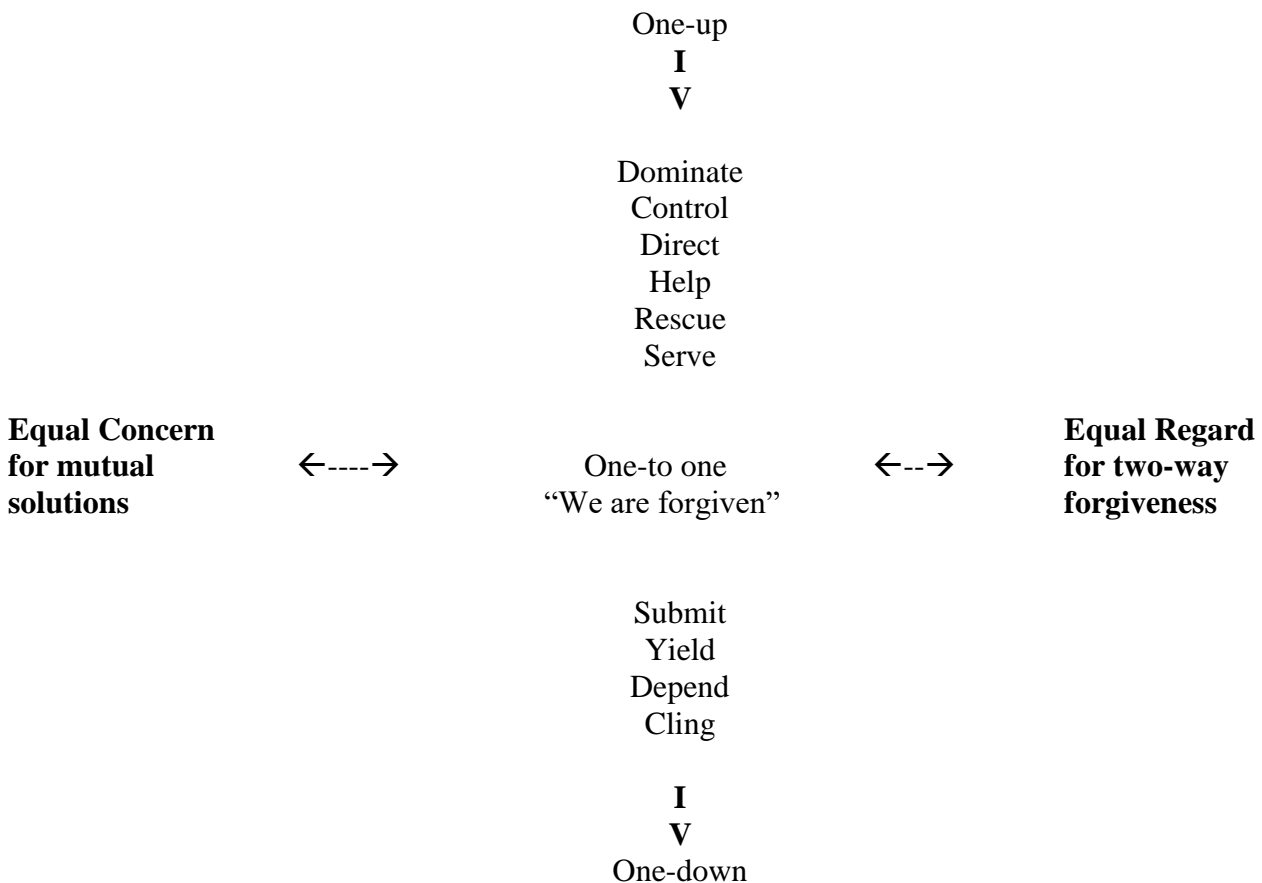 One-up
I
V
Dominate
Control
Direct
Help
Rescue
Serve
Equal Concern
for mutual
solutions
←----→
One-to one
“We are forgiven”
←--→
Equal Regard
for two-way
forgiveness
Submit
Yield
Depend
Cling
I
V
One-down